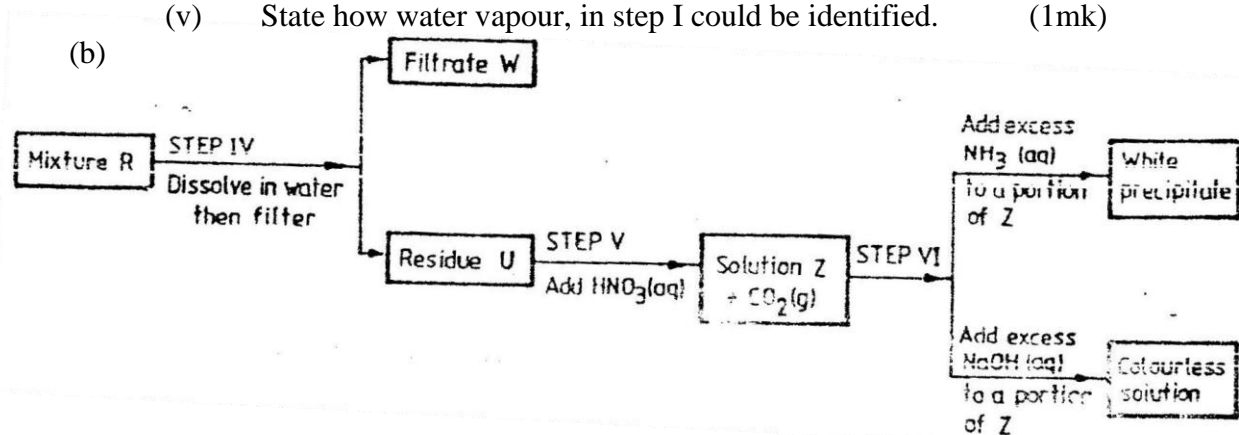 (v) State how water vapour, in step I could be identified. (1mk)
(b)
Filtrate W
Mixture R
STEP IV
Dissolve in water
then filter
Residue U
STEP V
Add HNO3(aq)
Solution Z
+ CO2(g)
STEP VI
Add excess
NH3 (aq)
to a portion
of Z
White
precipitate
Add excess
NaOH (aq)
to a portion
of Z
Colourless
solution